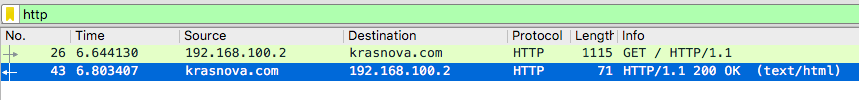 http
No. Time Source Destination Protocol Length Info
26 6.644130 192.168.100.2 krasnova.com HTTP 1115 GET / HTTP/1.1
43 6.803407 krasnova.com 192.168.100.2 HTTP 71 HTTP/1.1 200 OK (text/html)